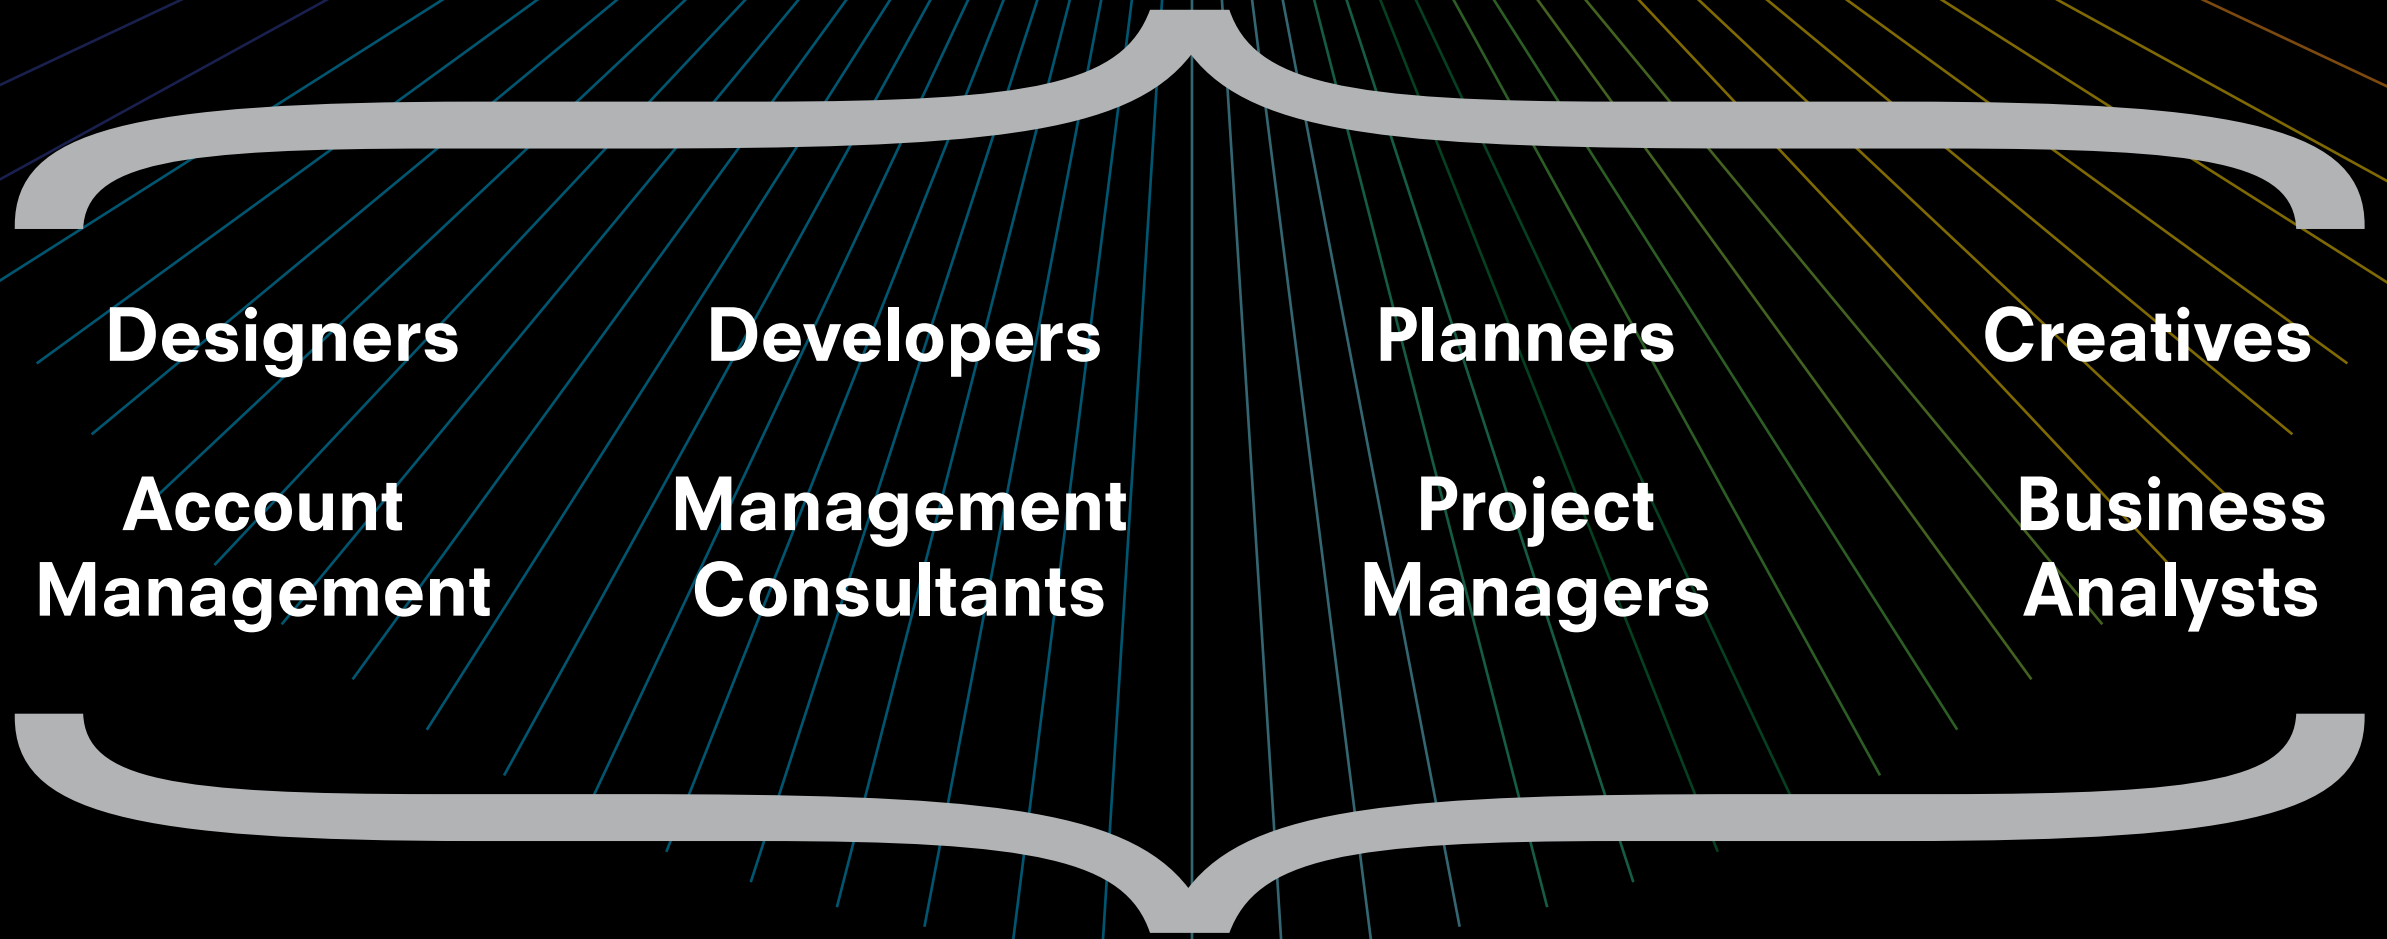 Designers
Developers
Planners
Creatives
Account
Management
Management
Consultants
Project
Managers
Business
Analysts